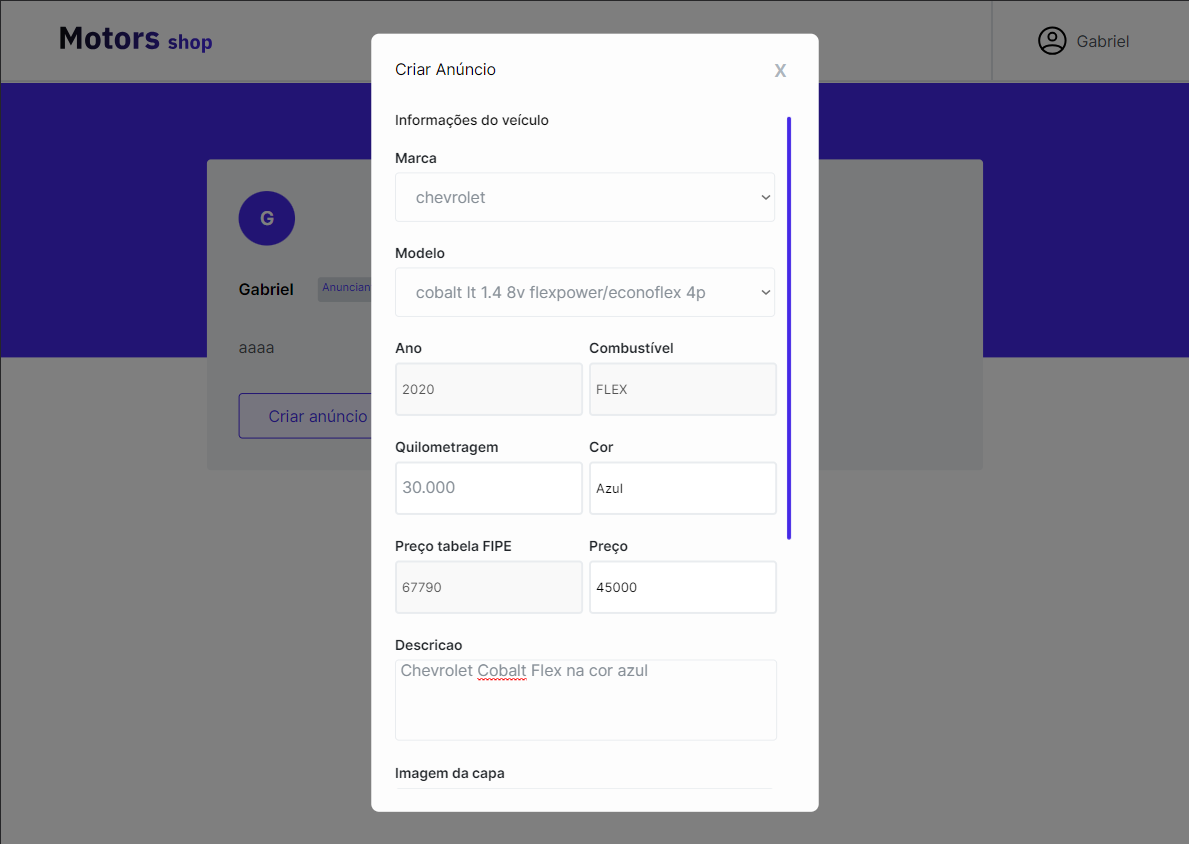 Motors shop
Gabriel
Criar Anúncio
X
Informações do veículo
Marca
chevrolet
G
Modelo
Gabriel
Anuncian
cobalt lt 1.4 8v flexpower/econoflex 4p
aaaa
Ano
Combustível
2020
FLEX
Criar anúncio
Quilometragem
Cor
30.000
Azul
Preço tabela FIPE
Preço
67790
45000
Descricao
Chevrolet Cobalt Flex na cor azul
Imagem da capa